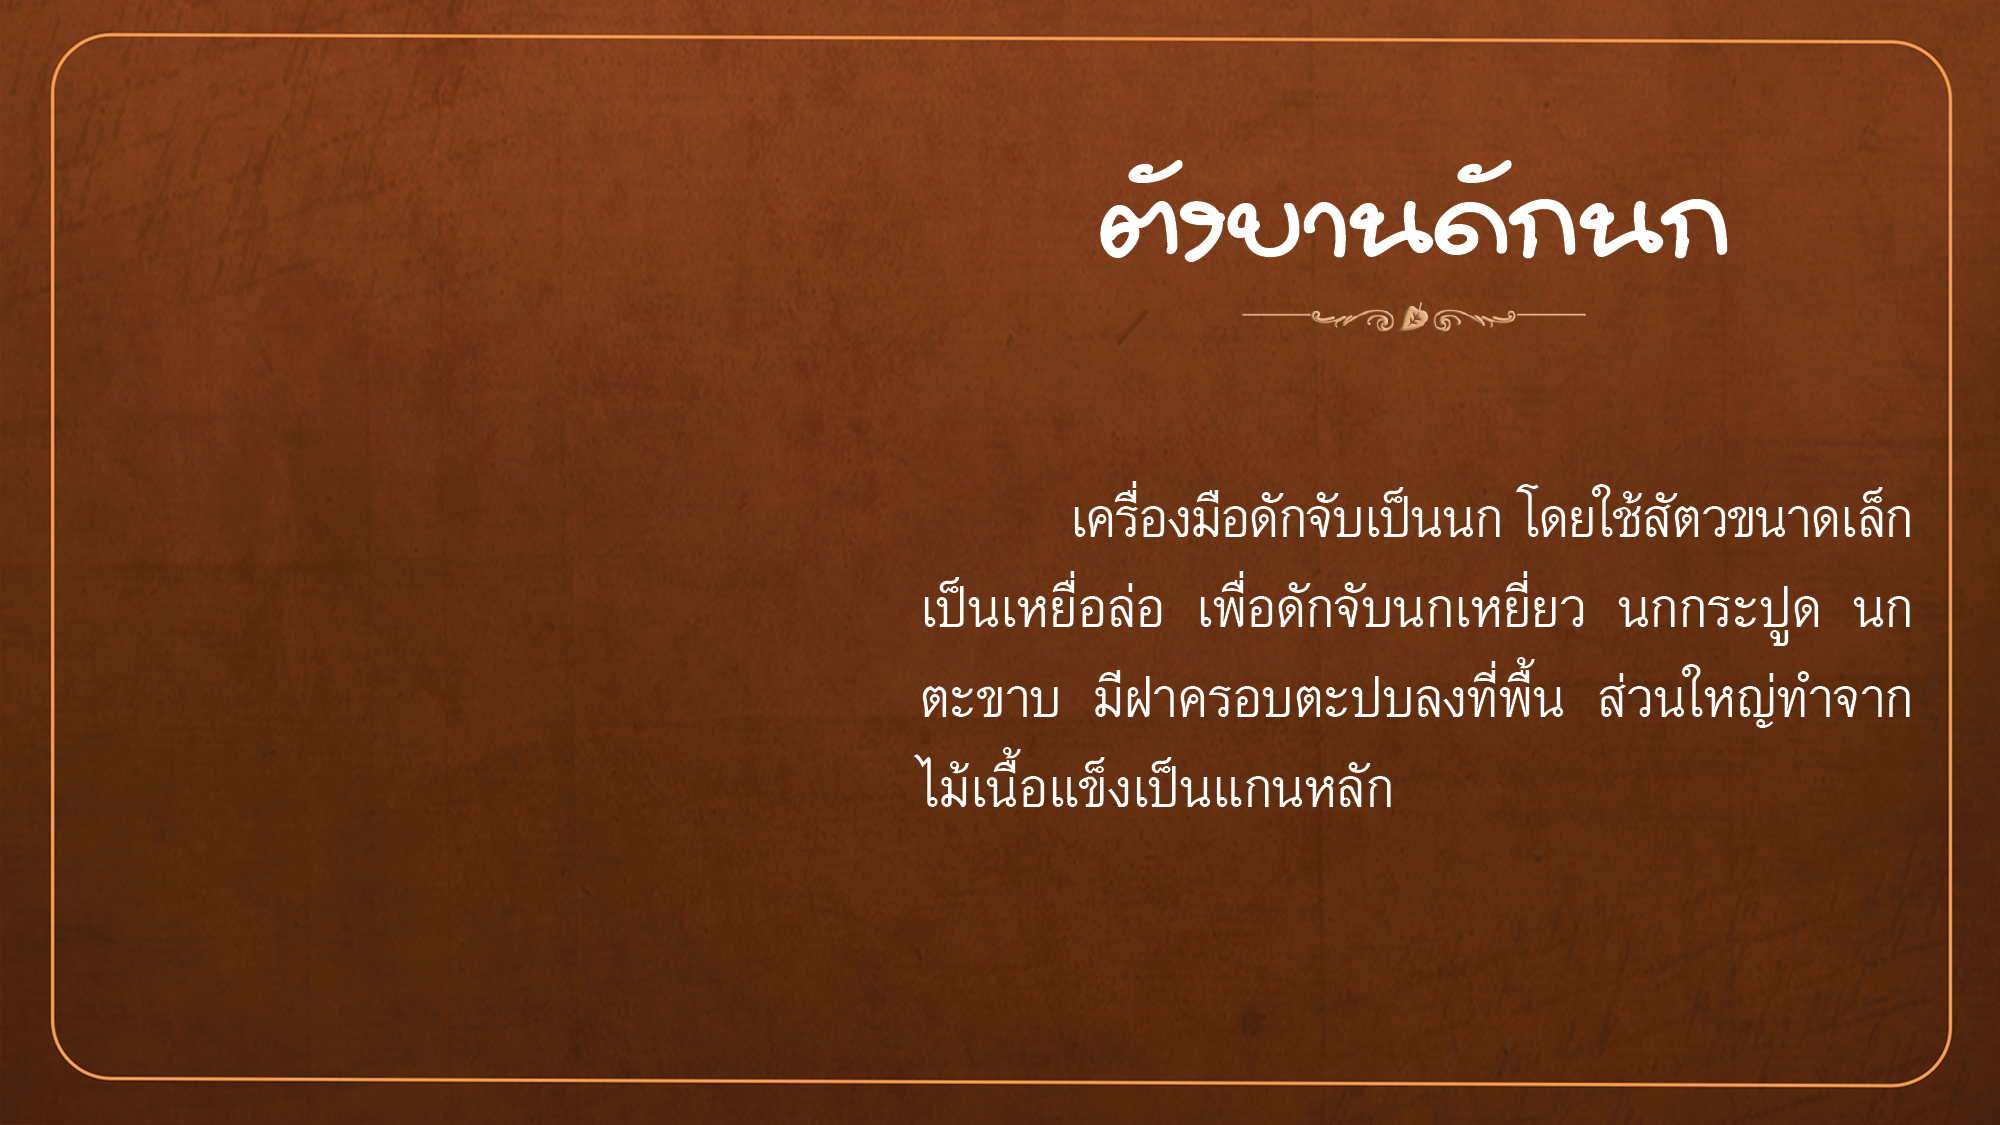 ตังยานดักนก
เครื่องมือดักจับเป็นนก โดยใช้สัตวขนาดเล็ก
เป็นเหยื่อล่อ เพื่อดักจับนกเหยี่ยว นกกระปูด นก
ตะขาบ มีฝาครอบตะปบลงที่พื้น ส่วนใหญ่ทำจาก
ไม้เนื้อแข็งเป็นแกนหลัก